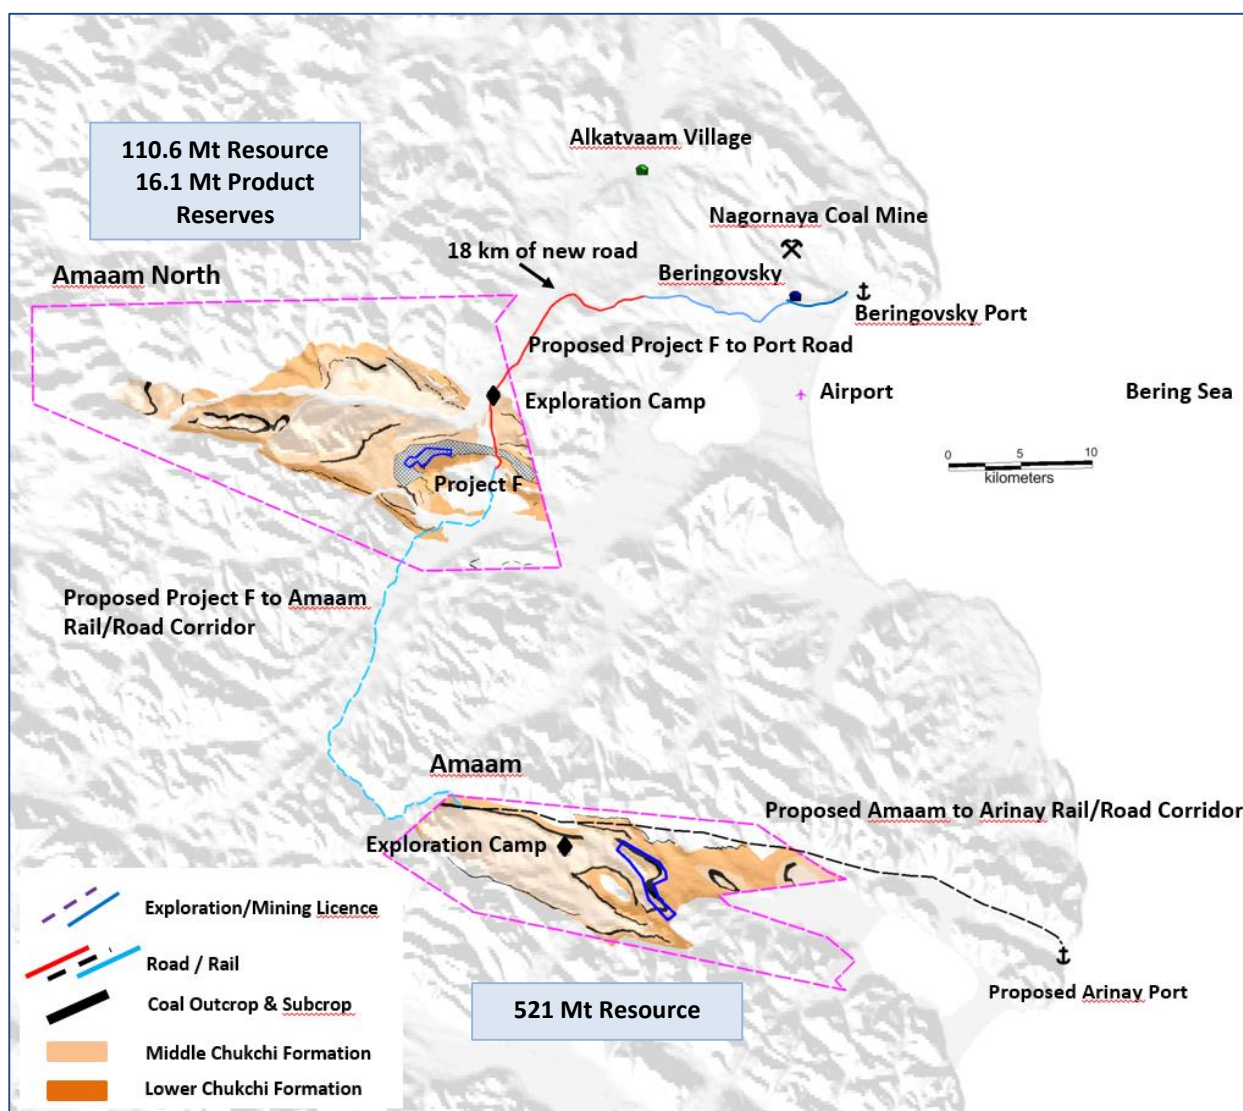 110.6 Mt Resource
16.1 Mt Product
Reserves
Alkatvaam Village
Nagornaya Coal Mine
18 km of new road
Beringovsky
Amaam North
Beringovsky Port
Proposed Project F to Port Road
Exploration Camp
Airport
Bering Sea
0 5 10
kilometers
Project F
Proposed Project F to Amaam
Rail/Road Corridor
Amaam
Proposed Amaam to Arinay Rail/Road Corridor
Exploration Camp
Exploration/Mining Licence
Road / Rail
Coal Outcrop & Subcrop
Middle Chukchi Formation
Lower Chukchi Formation
521 Mt Resource
Proposed Arinay Port